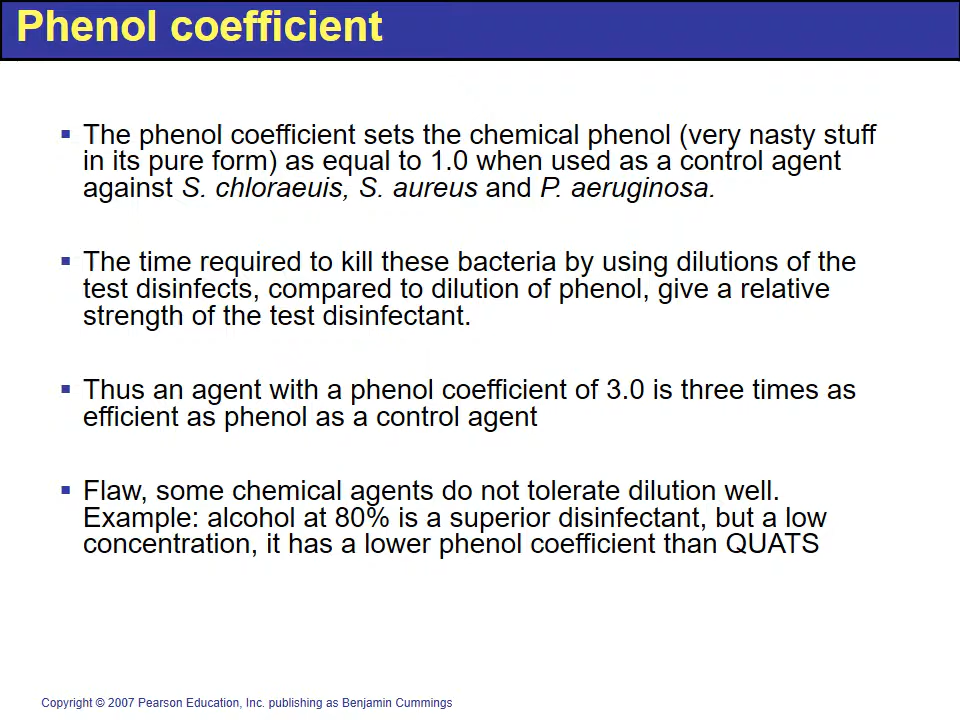 Phenol coefficient
▪ The phenol coefficient sets the chemical phenol (very nasty stuff
in its pure form) as equal to 1.0 when used as a control agent
against S. chloraeuis, S. aureus and P. aeruginosa.
▪ The time required to kill these bacteria by using dilutions of the
test disinfects, compared to dilution of phenol, give a relative
strength of the test disinfectant.
▪ Thus an agent with a phenol coefficient of 3.0 is three times as
efficient as phenol as a control agent
▪ Flaw, some chemical agents do not tolerate dilution well.
Example: alcohol at 80% is a superior disinfectant, but a low
concentration, it has a lower phenol coefficient than QUATS
Copyright © 2007 Pearson Education, Inc. publishing as Benjamin Cummings